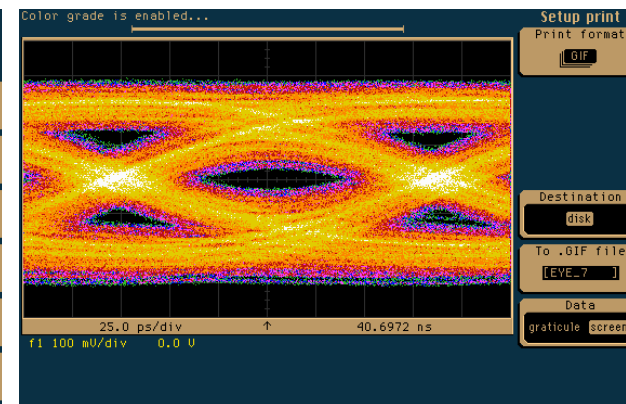 Color grade is enabled...
Setup print
Print format
GIF
Destination
disk
To .GIF file
[EYE_7 ]
Data
graticule screen
25.0 ps/div ↑ 40.6972 ns
f1 100 mV/div 0.0 V